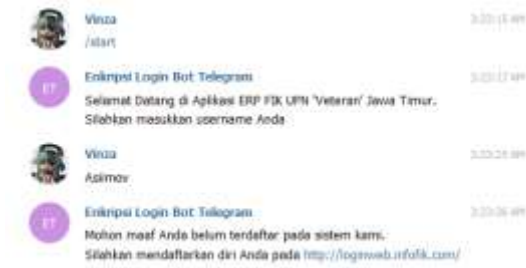 Vinza
/start
Enkripsi Login Bot Telegram
ET
Selamat Datang di Aplikasi ERP FIK UPN 'Veteran' Jawa Timur.
Silahkan masukkan username Anda
Vinza
Asimov
Enkripsi Login Bot Telegram
ET
Mohon maaf Anda belum terdaftar pada sistem kami.
Silahkan mendaftarkan diri Anda pada http://loginweb.infofik.com/